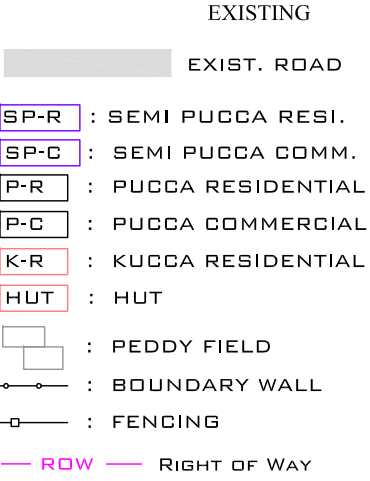 EXISTING
EXIST. ROAD
SP-R : SEMI PUCCA RESI.
SP-C : SEMI PUCCA COMM.
P-R : PUCCA RESIDENTIAL
P-C : PUCCA COMMERCIAL
K-R : KUCCA RESIDENTIAL
HUT : HUT
: PEDDY FIELD
: BOUNDARY WALL
: FENCING
ROW RIGHT OF WAY